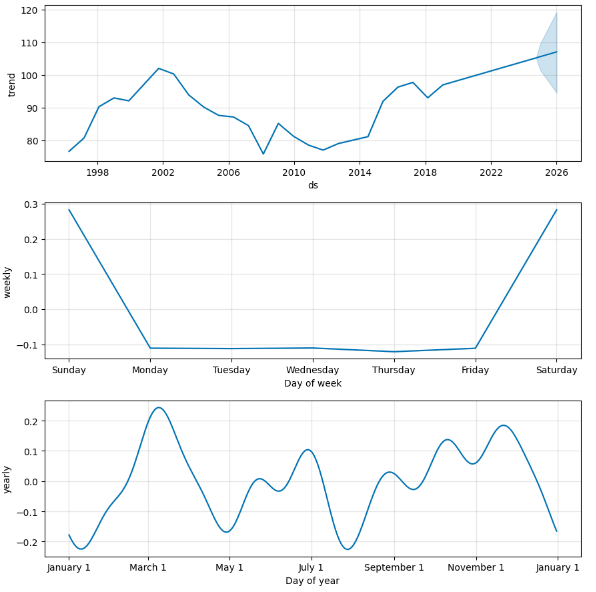 120
110
100
90
80
trend
1998 2002 2006 2010 2014 2018 2022 2026
ds
0.3
0.2
0.1
0.0
−0.1
weekly
Sunday Monday Tuesday Wednesday Thursday Friday Saturday
Day of week
0.2
0.1
0.0
−0.1
−0.2
yearly
January 1 March 1 May 1 July 1 September 1 November 1 January 1
Day of year